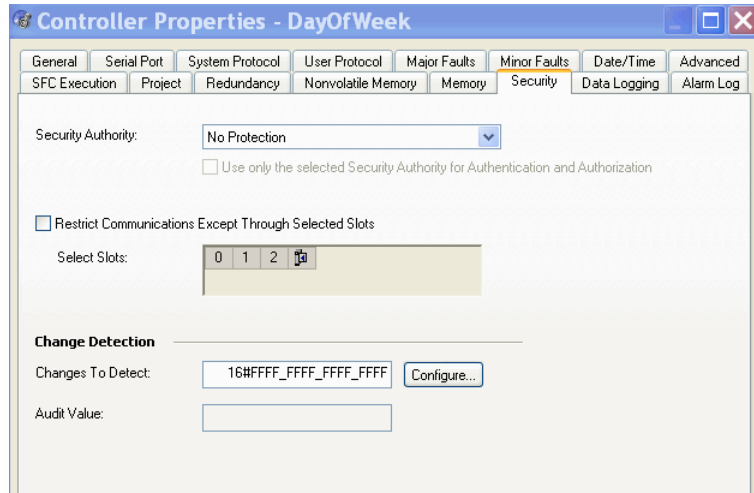 Controller Properties - DayOfWeek
General Serial Port System Protocol User Protocol Major Faults Minor Faults Date/Time Advanced
SFC Execution Project Redundancy Nonvolatile Memory Memory Security Data Logging Alarm Log
Security Authority: No Protection
Use only the selected Security Authority for Authentication and Authorization
Restrict Communications Except Through Selected Slots
Select Slots: 0 1 2
Change Detection
Changes To Detect: 16#FFFF_FFFF_FFFF_FFFF Configure...
Audit Value: